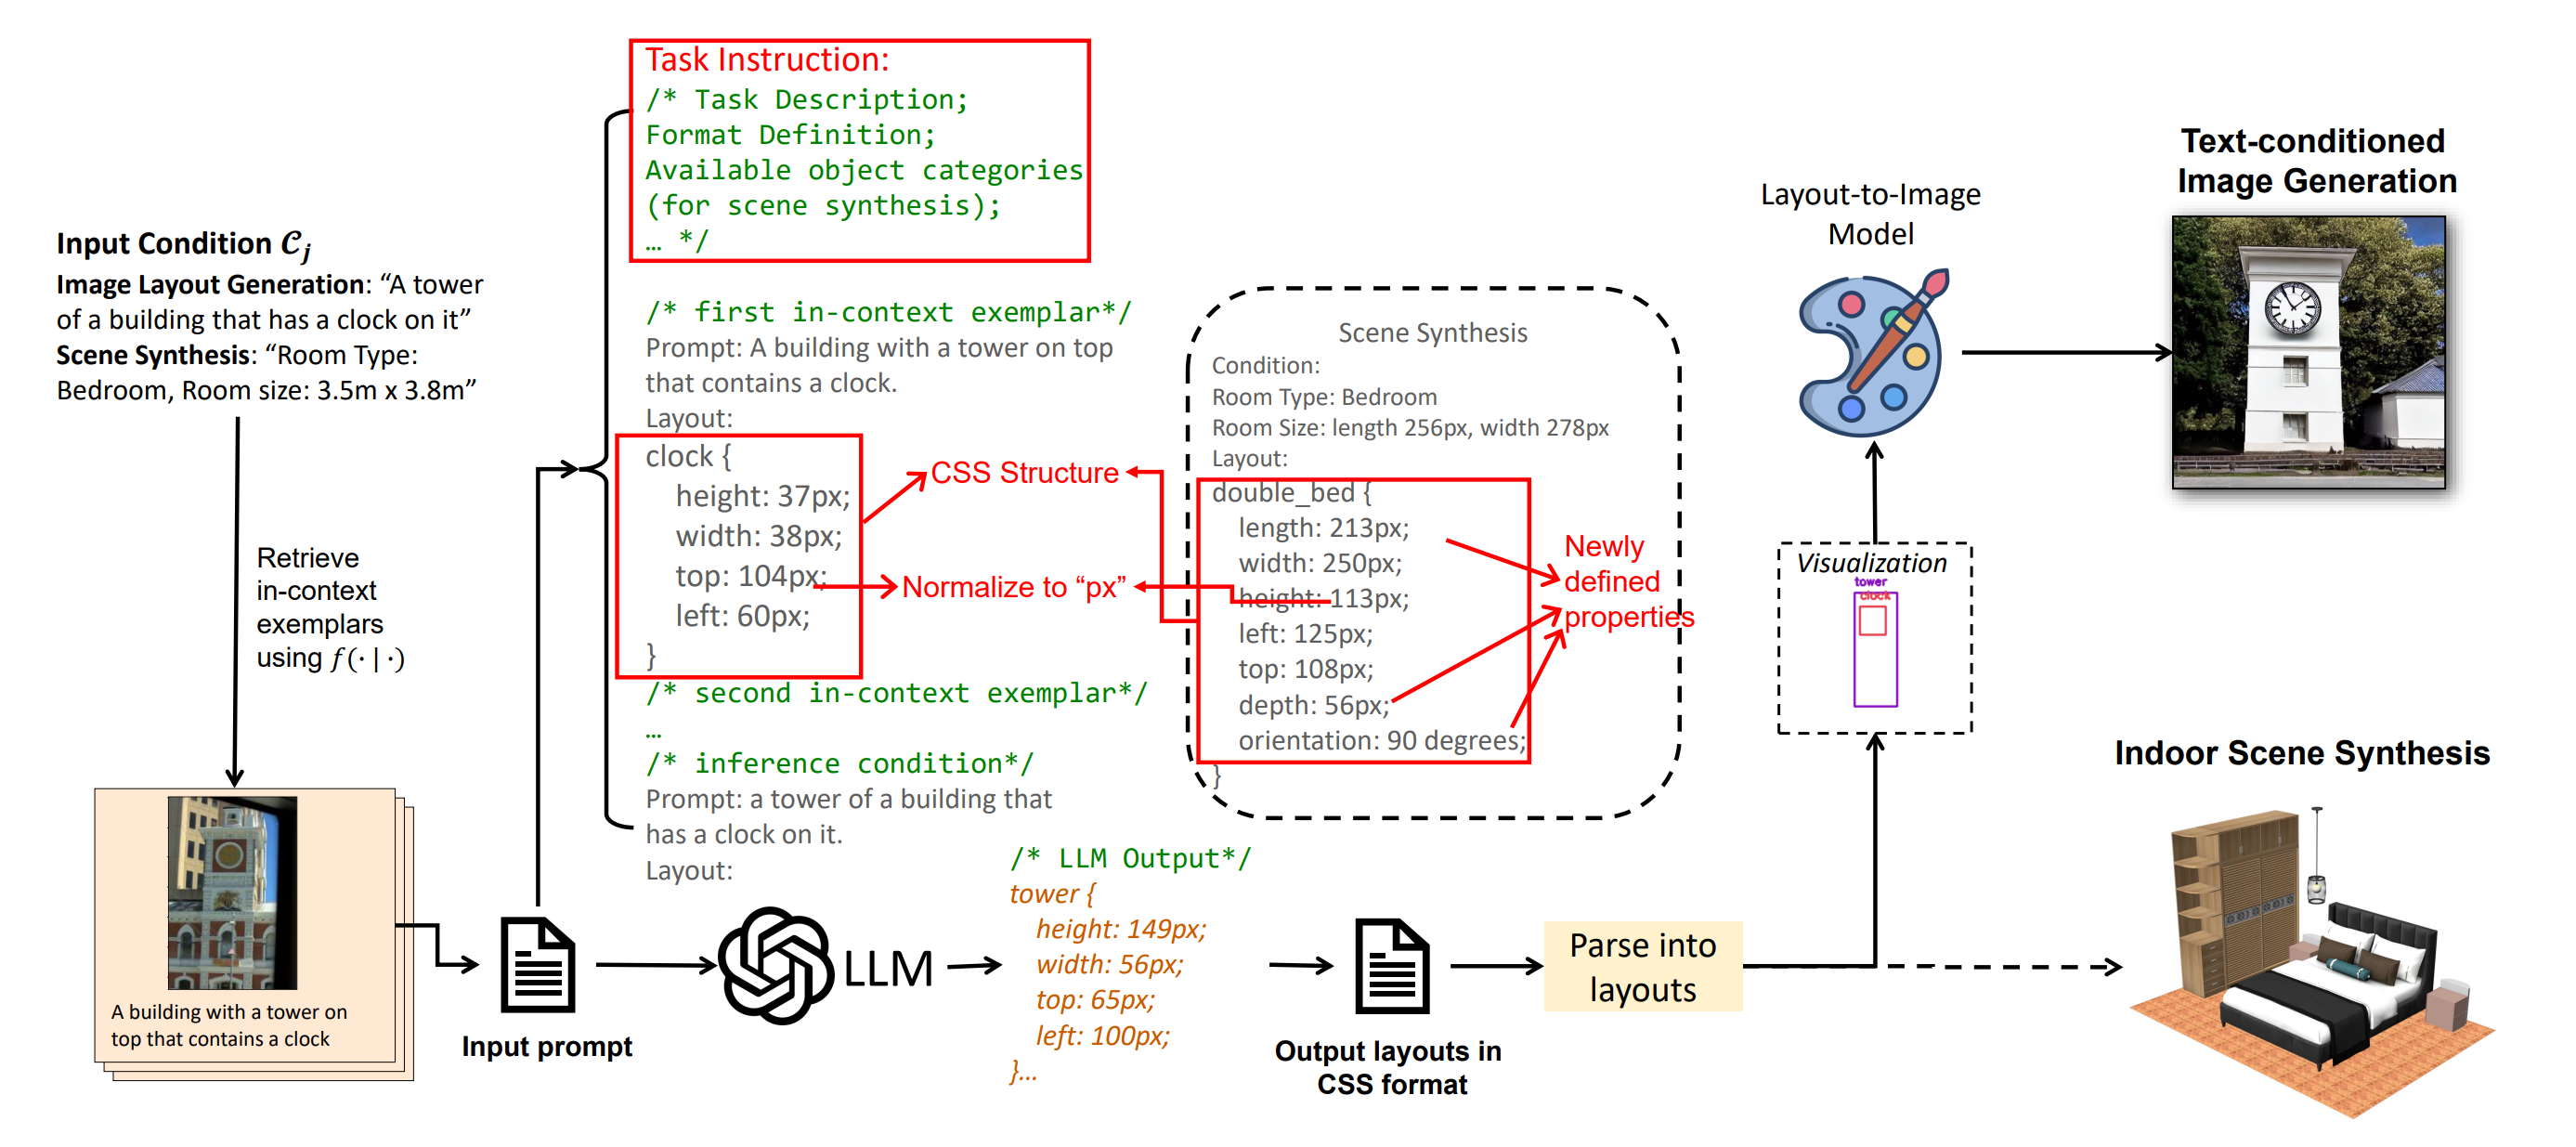 Input Condition 𝓒j
Image Layout Generation: “A tower
of a building that has a clock on it”
Scene Synthesis: “Room Type:
Bedroom, Room size: 3.5m x 3.8m”
Retrieve
in-context
exemplars
using f(· | ·)
A building with a tower on
top that contains a clock
Input prompt
Task Instruction:
/* Task Description;
Format Definition;
Available object categories
(for scene synthesis);
… */
/* first in-context exemplar*/
Prompt: A building with a tower on top
that contains a clock.
Layout:
clock {
height: 37px;
width: 38px;
top: 104px;
left: 60px;
}
/* second in-context exemplar*/
…
/* inference condition*/
Prompt: a tower of a building that
has a clock on it.
Layout:
CSS Structure
Normalize to “px”
Scene Synthesis
Condition:
Room Type: Bedroom
Room Size: length 256px, width 278px
Layout:
double_bed {
length: 213px;
width: 250px;
height: 113px;
left: 125px;
top: 108px;
depth: 56px;
orientation: 90 degrees;
}
Newly
defined
properties
LLM
/* LLM Output*/
tower {
height: 149px;
width: 56px;
top: 65px;
left: 100px;
}…
Output layouts in
CSS format
Parse into
layouts
Visualization
tower
clock
Layout-to-Image
Model
Text-conditioned
Image Generation
Indoor Scene Synthesis